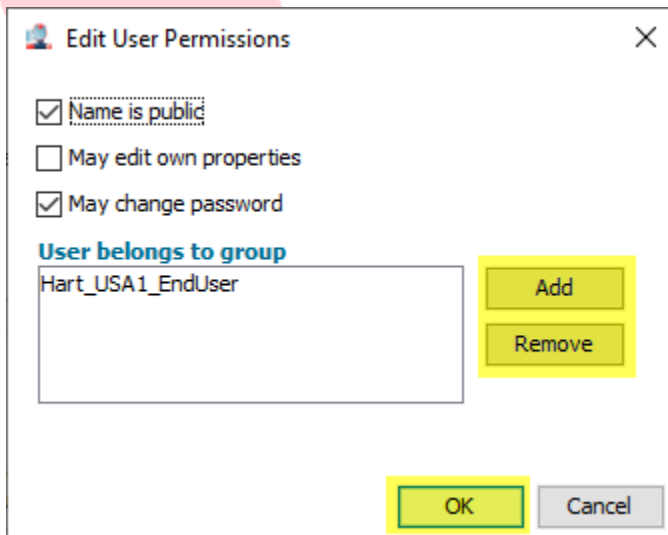 Edit User Permissions
Name is public
May edit own properties
May change password
User belongs to group
Hart_USA1_EndUser
Add
Remove
OK
Cancel